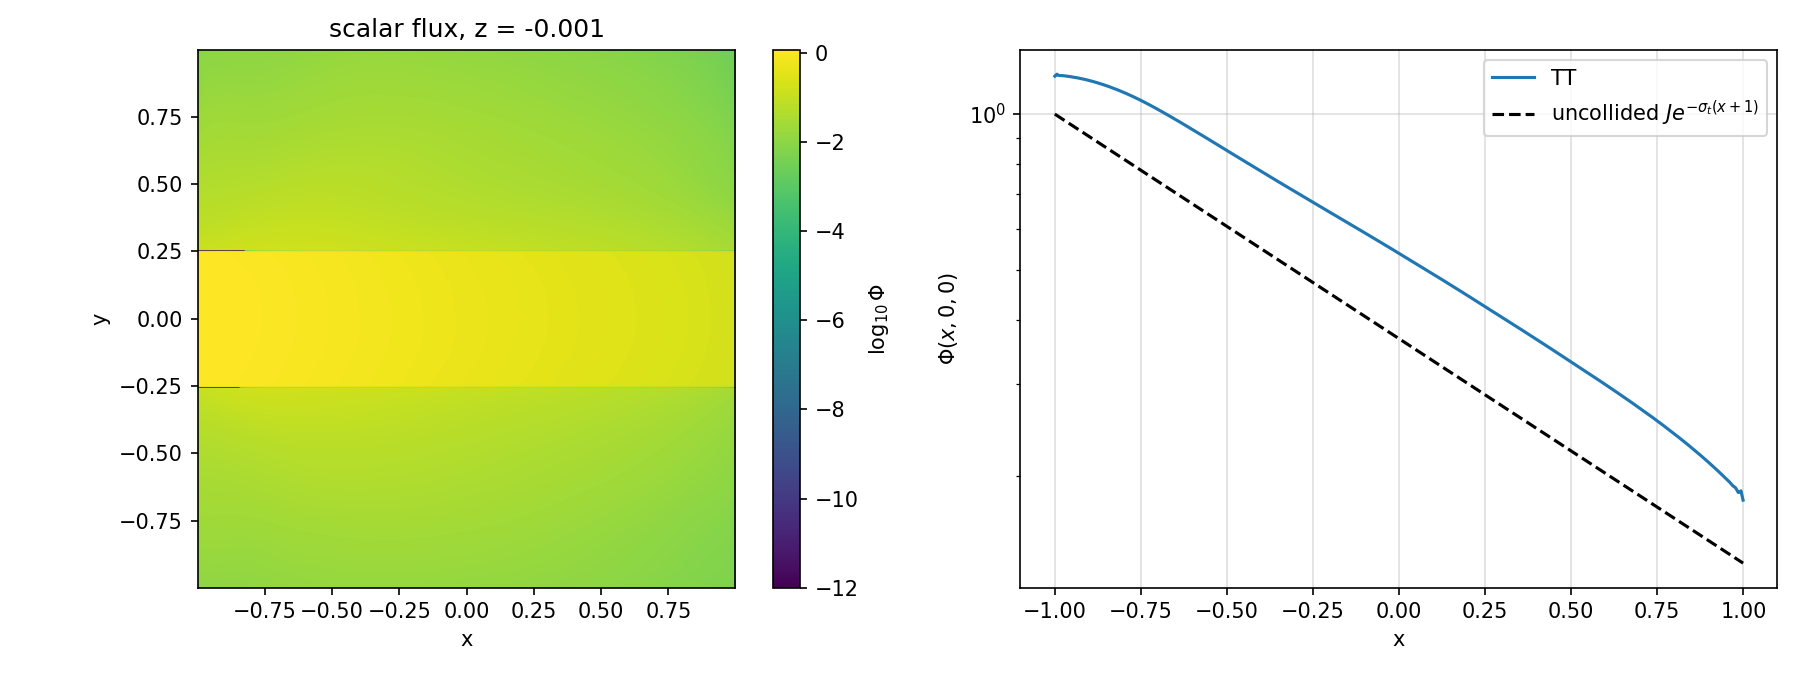 scalar flux, z = -0.001
0.75
0.50
0.25
0.00
−0.25
−0.50
−0.75
y
−0.75 −0.50 −0.25 0.00 0.25 0.50 0.75
x
0
−2
−4
−6
−8
−10
−12
log₁₀ Φ
TT
uncollided Je^{−σ_t(x+1)}
10⁰
Φ(x, 0, 0)
−1.00 −0.75 −0.50 −0.25 0.00 0.25 0.50 0.75 1.00
x